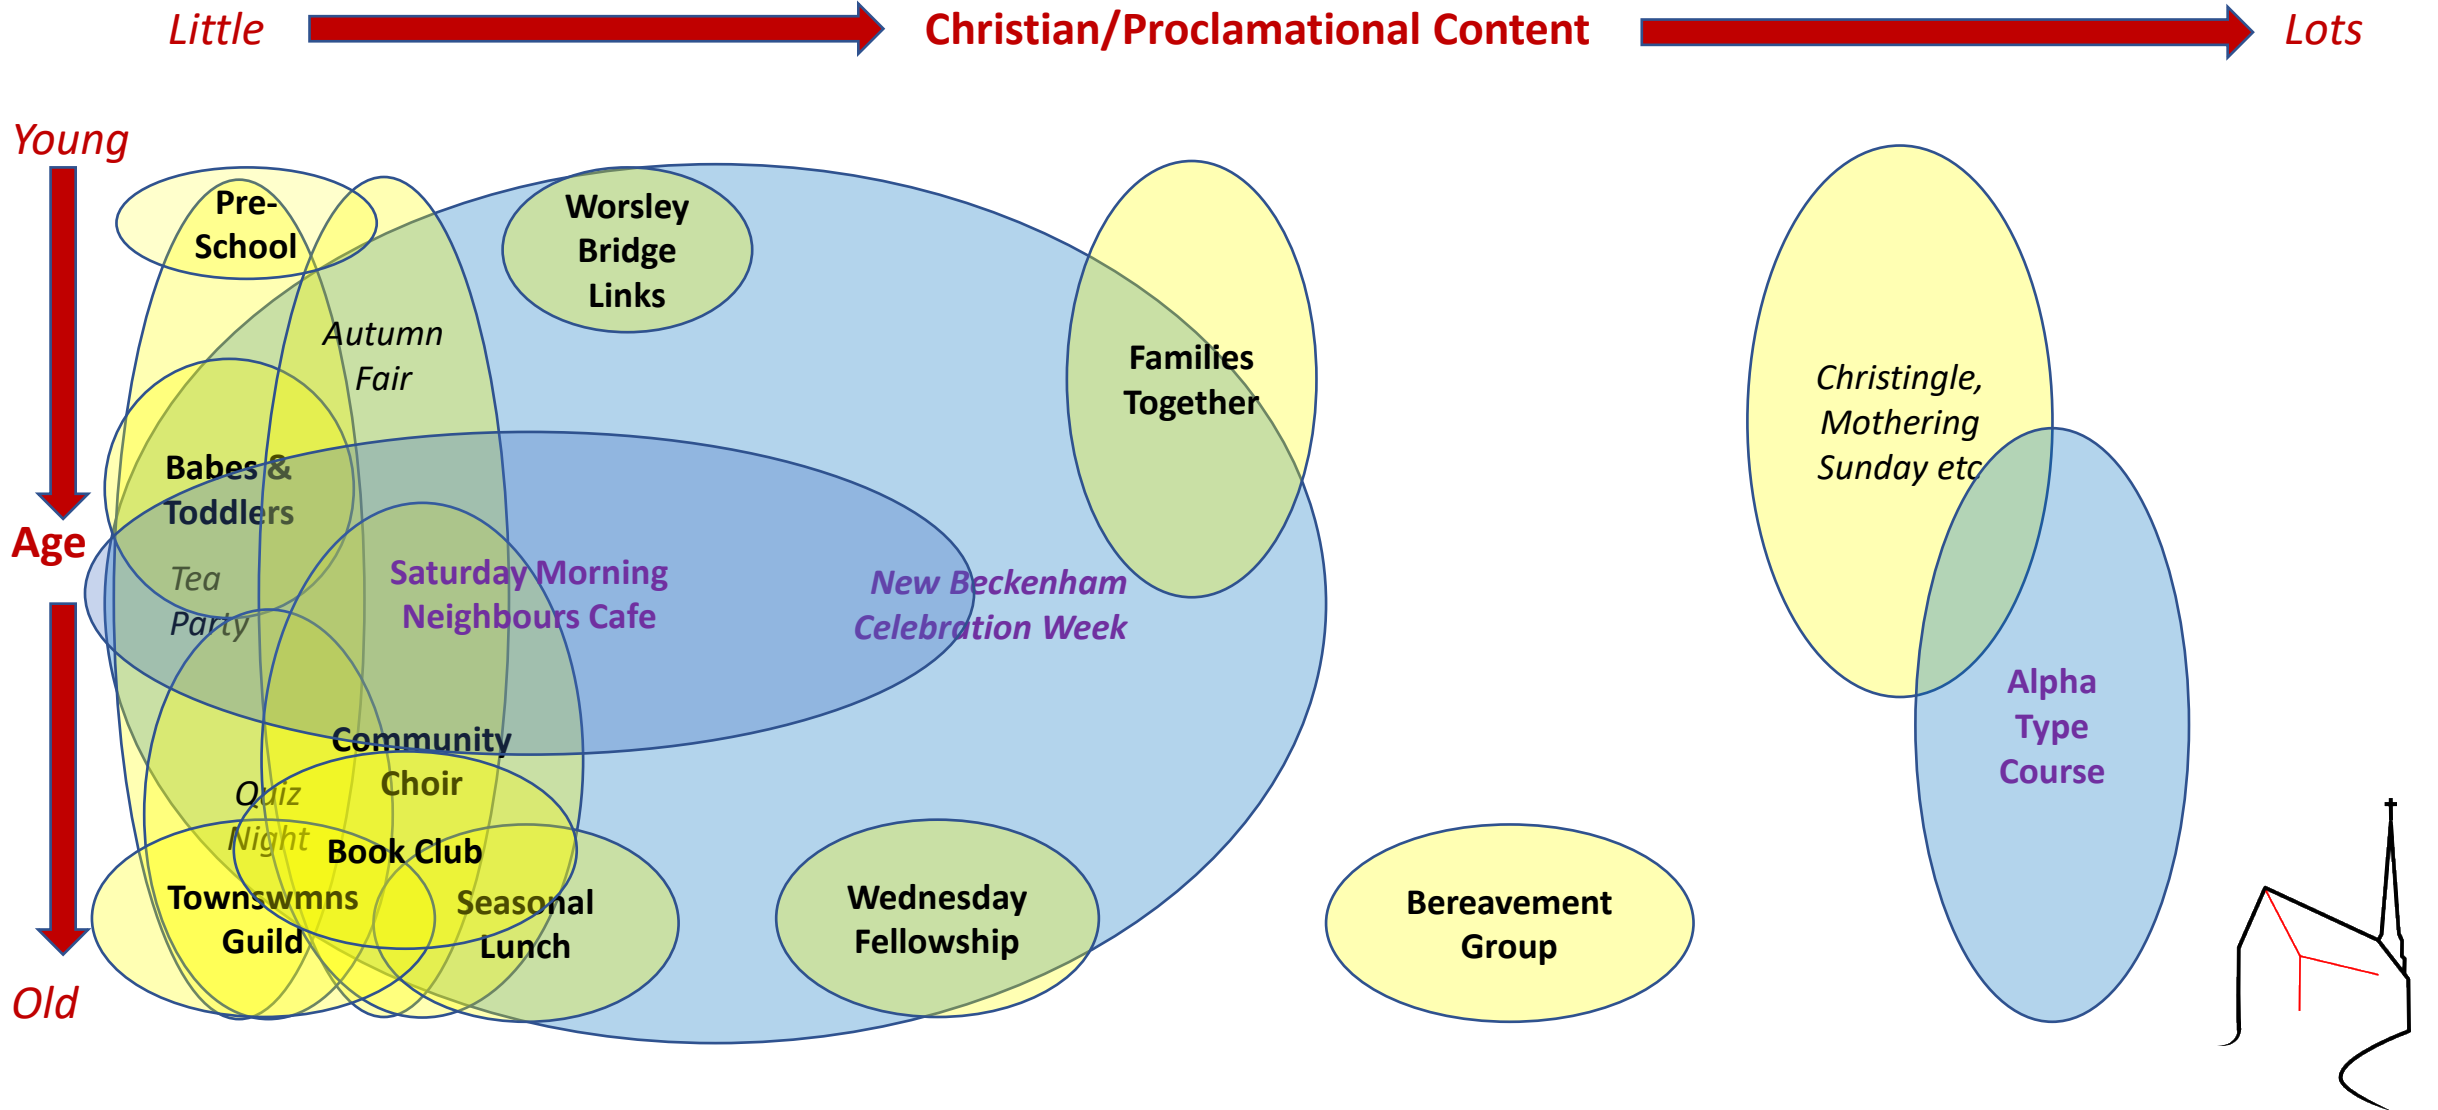 Little
Christian/Proclamational Content
Lots
Young
Age
Old
Pre-
School
Worsley
Bridge
Links
Autumn
Fair
Families
Together
Christingle,
Mothering
Sunday etc
Babes &
Toddlers
Tea
Party
Saturday Morning
Neighbours Cafe
New Beckenham
Celebration Week
Alpha
Type
Course
Community
Choir
Quiz
Night
Book Club
Townswmns
Guild
Seasonal
Lunch
Wednesday
Fellowship
Bereavement
Group